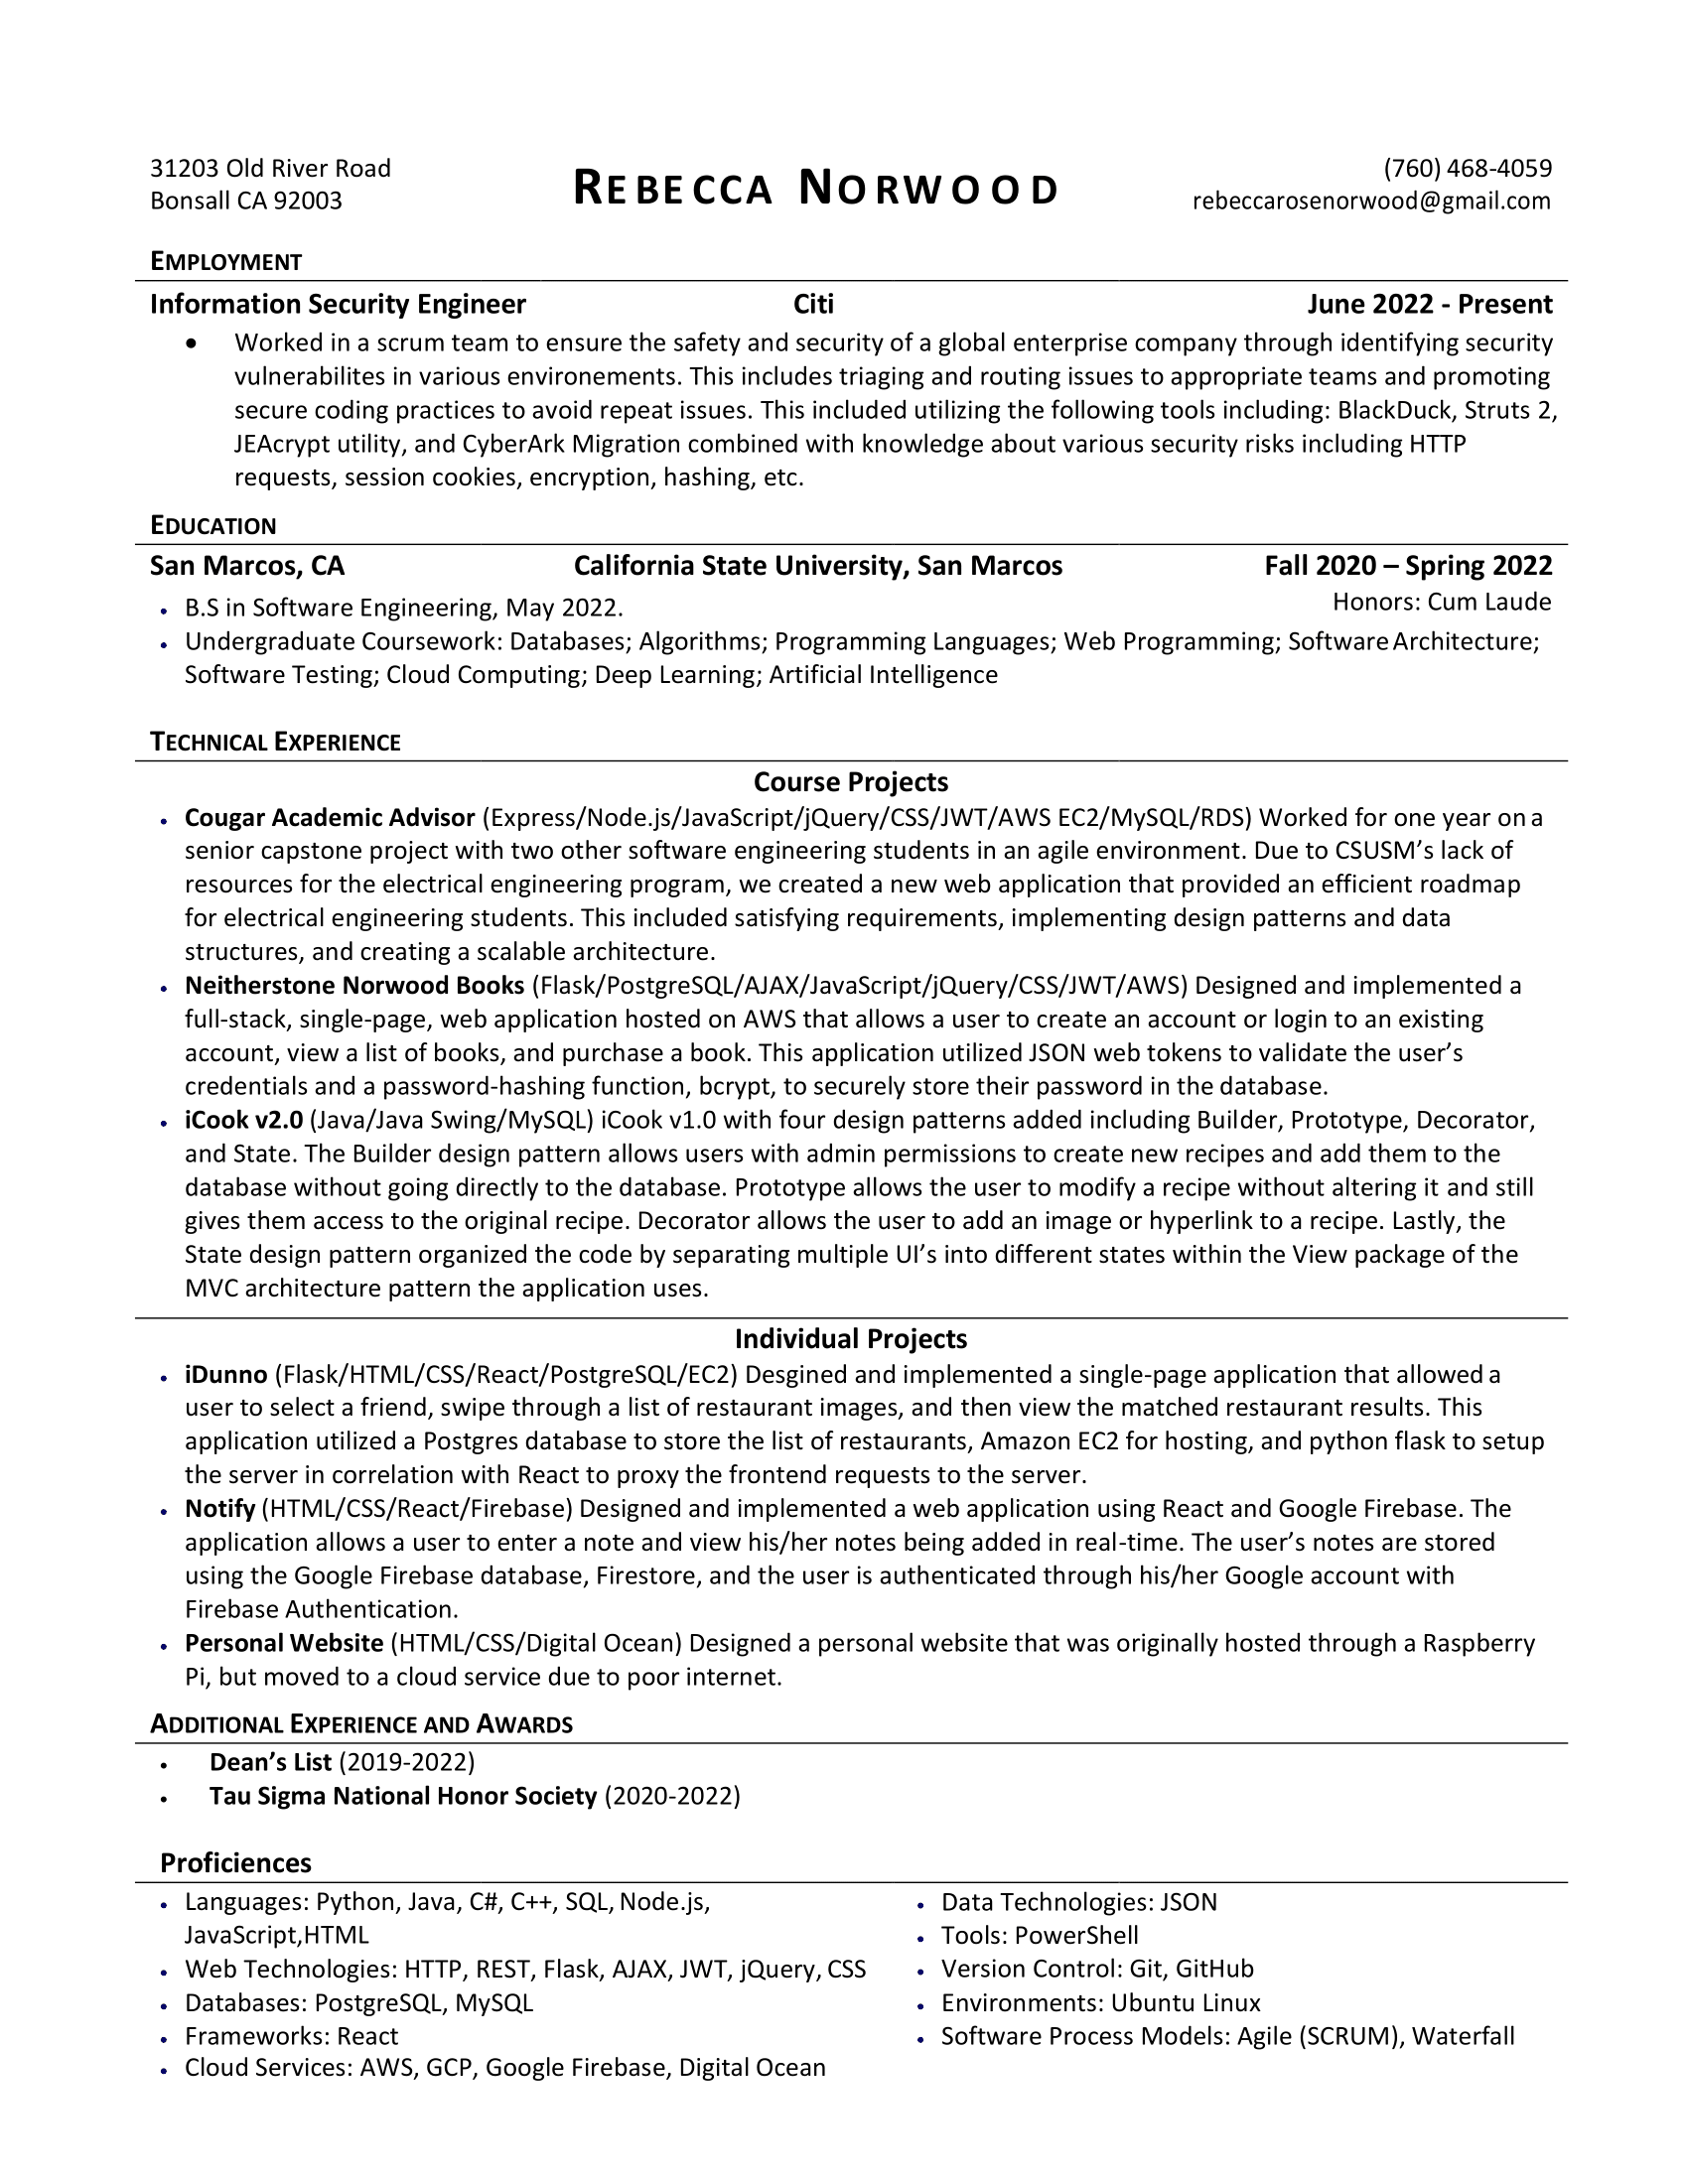 31203 Old River Road
Bonsall CA 92003
REBECCA NORWOOD
(760) 468-4059
rebeccarosenorwood@gmail.com
EMPLOYMENT
Information Security Engineer Citi June 2022 - Present
• Worked in a scrum team to ensure the safety and security of a global enterprise company through identifying security
vulnerabilites in various environements. This includes triaging and routing issues to appropriate teams and promoting
secure coding practices to avoid repeat issues. This included utilizing the following tools including: BlackDuck, Struts 2,
JEAcrypt utility, and CyberArk Migration combined with knowledge about various security risks including HTTP
requests, session cookies, encryption, hashing, etc.
EDUCATION
San Marcos, CA California State University, San Marcos Fall 2020 – Spring 2022
• B.S in Software Engineering, May 2022. Honors: Cum Laude
• Undergraduate Coursework: Databases; Algorithms; Programming Languages; Web Programming; Software Architecture;
Software Testing; Cloud Computing; Deep Learning; Artificial Intelligence
TECHNICAL EXPERIENCE
Course Projects
• Cougar Academic Advisor (Express/Node.js/JavaScript/jQuery/CSS/JWT/AWS EC2/MySQL/RDS) Worked for one year on a
senior capstone project with two other software engineering students in an agile environment. Due to CSUSM’s lack of
resources for the electrical engineering program, we created a new web application that provided an efficient roadmap
for electrical engineering students. This included satisfying requirements, implementing design patterns and data
structures, and creating a scalable architecture.
• Neitherstone Norwood Books (Flask/PostgreSQL/AJAX/JavaScript/jQuery/CSS/JWT/AWS) Designed and implemented a
full-stack, single-page, web application hosted on AWS that allows a user to create an account or login to an existing
account, view a list of books, and purchase a book. This application utilized JSON web tokens to validate the user’s
credentials and a password-hashing function, bcrypt, to securely store their password in the database.
• iCook v2.0 (Java/Java Swing/MySQL) iCook v1.0 with four design patterns added including Builder, Prototype, Decorator,
and State. The Builder design pattern allows users with admin permissions to create new recipes and add them to the
database without going directly to the database. Prototype allows the user to modify a recipe without altering it and still
gives them access to the original recipe. Decorator allows the user to add an image or hyperlink to a recipe. Lastly, the
State design pattern organized the code by separating multiple UI’s into different states within the View package of the
MVC architecture pattern the application uses.
Individual Projects
• iDunno (Flask/HTML/CSS/React/PostgreSQL/EC2) Desgined and implemented a single-page application that allowed a
user to select a friend, swipe through a list of restaurant images, and then view the matched restaurant results. This
application utilized a Postgres database to store the list of restaurants, Amazon EC2 for hosting, and python flask to setup
the server in correlation with React to proxy the frontend requests to the server.
• Notify (HTML/CSS/React/Firebase) Designed and implemented a web application using React and Google Firebase. The
application allows a user to enter a note and view his/her notes being added in real-time. The user’s notes are stored
using the Google Firebase database, Firestore, and the user is authenticated through his/her Google account with
Firebase Authentication.
• Personal Website (HTML/CSS/Digital Ocean) Designed a personal website that was originally hosted through a Raspberry
Pi, but moved to a cloud service due to poor internet.
ADDITIONAL EXPERIENCE AND AWARDS
• Dean’s List (2019-2022)
• Tau Sigma National Honor Society (2020-2022)
Proficiences
• Languages: Python, Java, C#, C++, SQL, Node.js,
JavaScript,HTML
• Web Technologies: HTTP, REST, Flask, AJAX, JWT, jQuery, CSS
• Databases: PostgreSQL, MySQL
• Frameworks: React
• Cloud Services: AWS, GCP, Google Firebase, Digital Ocean
• Data Technologies: JSON
• Tools: PowerShell
• Version Control: Git, GitHub
• Environments: Ubuntu Linux
• Software Process Models: Agile (SCRUM), Waterfall